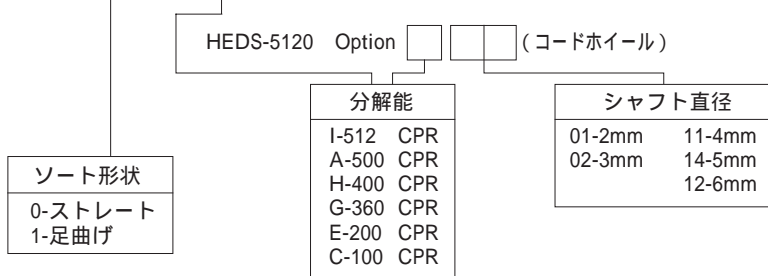 HEDS-5120 Option (コードホイール)
分解能
I-512 CPR
A-500 CPR
H-400 CPR
G-360 CPR
E-200 CPR
C-100 CPR
シャフト直径
01-2mm 11-4mm
02-3mm 14-5mm
12-6mm
ソート形状
0-ストレート
1-足曲げ